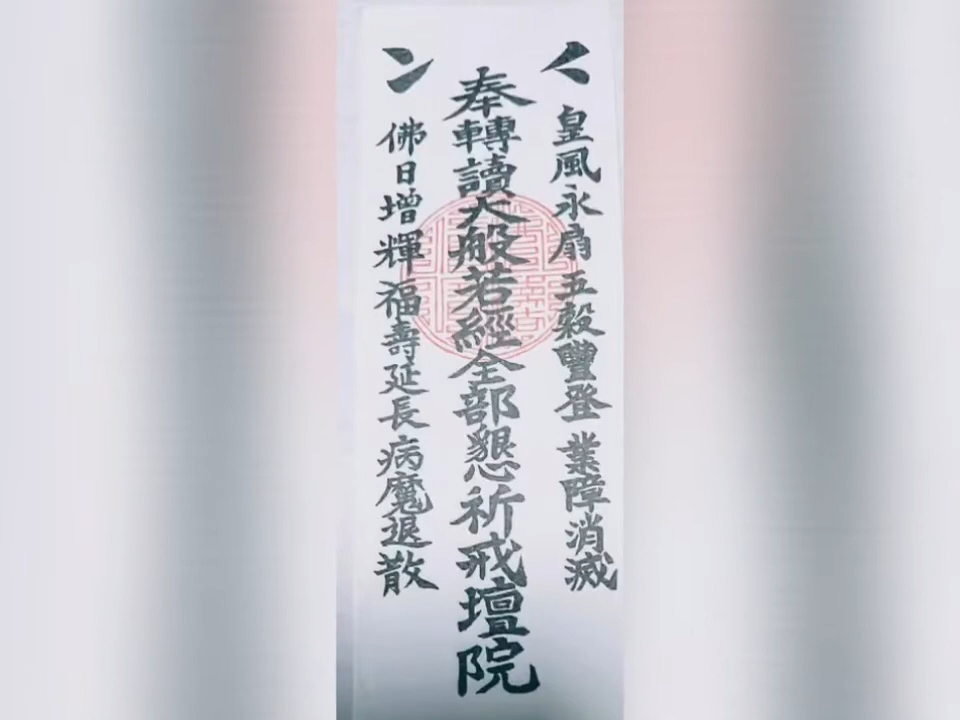 皇風永扇五穀豐登業障消滅
奉轉讀大般若經全部懇祈戒壇院
佛日增輝福壽延長病魔退散